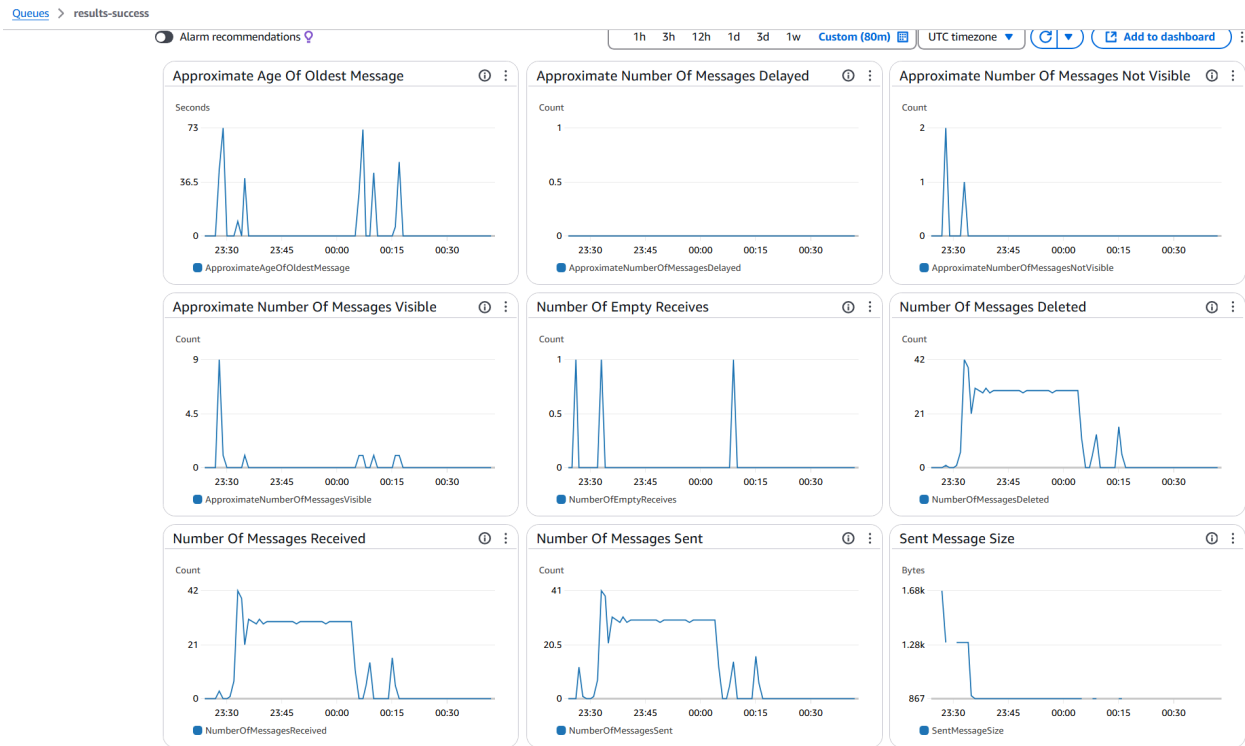 Queues > results-success
Alarm recommendations
1h 3h 12h 1d 3d 1w Custom (80m) UTC timezone Add to dashboard
Approximate Age Of Oldest Message
Seconds
73
36.5
0
23:30 23:45 00:00 00:15 00:30
ApproximateAgeOfOldestMessage
Approximate Number Of Messages Delayed
Count
1
0.5
0
23:30 23:45 00:00 00:15 00:30
ApproximateNumberOfMessagesDelayed
Approximate Number Of Messages Not Visible
Count
2
1
0
23:30 23:45 00:00 00:15 00:30
ApproximateNumberOfMessagesNotVisible
Approximate Number Of Messages Visible
Count
9
4.5
0
23:30 23:45 00:00 00:15 00:30
ApproximateNumberOfMessagesVisible
Number Of Empty Receives
Count
1
0.5
0
23:30 23:45 00:00 00:15 00:30
NumberOfEmptyReceives
Number Of Messages Deleted
Count
42
21
0
23:30 23:45 00:00 00:15 00:30
NumberOfMessagesDeleted
Number Of Messages Received
Count
42
21
0
23:30 23:45 00:00 00:15 00:30
NumberOfMessagesReceived
Number Of Messages Sent
Count
41
20.5
0
23:30 23:45 00:00 00:15 00:30
NumberOfMessagesSent
Sent Message Size
Bytes
1.68k
1.28k
867
23:30 23:45 00:00 00:15 00:30
SentMessageSize